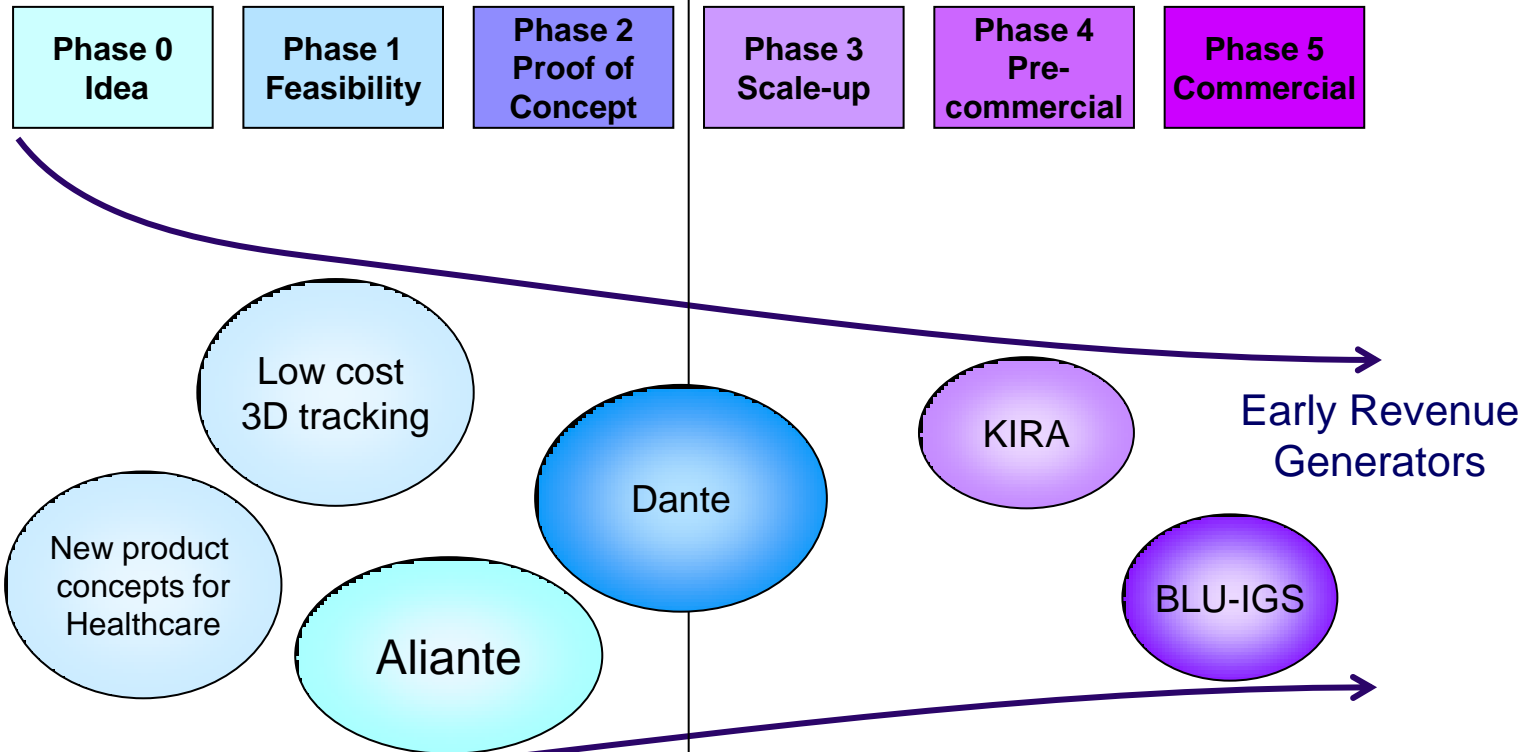 Phase 0
Idea
Phase 1
Feasibility
Phase 2
Proof of
Concept
Phase 3
Scale-up
Phase 4
Pre-
commercial
Phase 5
Commercial
Low cost
3D tracking
KIRA
Early Revenue
Generators
Dante
New product
concepts for
Healthcare
BLU-IGS
Aliante